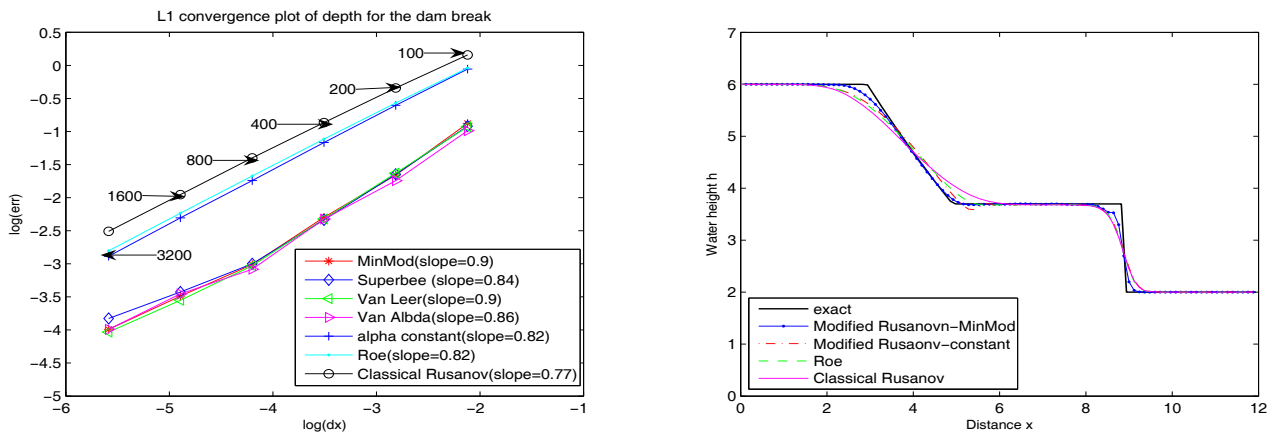 L1 convergence plot of depth for the dam break
0
−0.5
−1
−1.5
−2
−2.5
−3
−3.5
−4
−4.5
−5
log(err)
100
200
400
800
1600
3200
MinMod(slope=0.9)
Superbee (slope=0.84)
Van Leer(slope=0.9)
Van Albda(slope=0.86)
alpha constant(slope=0.82)
Roe(slope=0.82)
Classical Rusanov(slope=0.77)
−6 −5 −4 −3 −2 −1
log(dx)
7
6
5
4
3
2
1
0
Water height h
exact
Modified Rusanovn−MinMod
Modified Rusaonv−constant
Roe
Classical Rusanov
0 2 4 6 8 10 12
Distance x